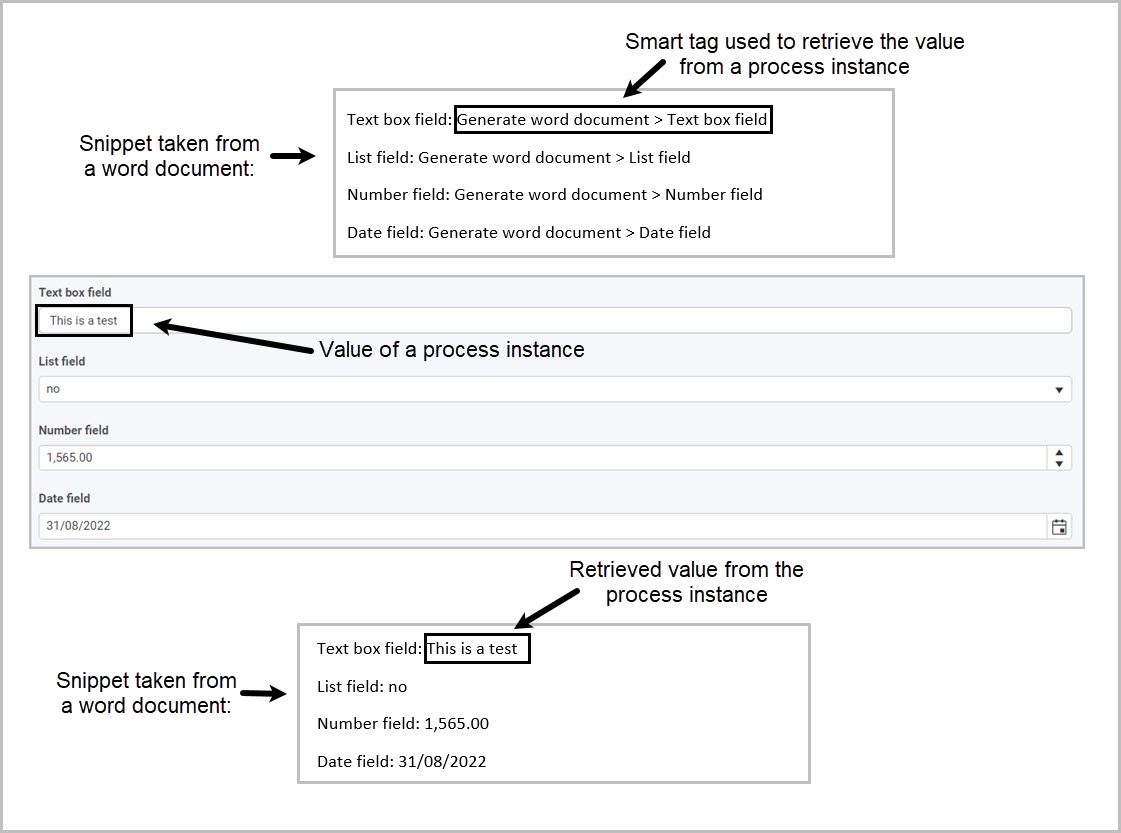 Smart tag used to retrieve the value
from a process instance
Snippet taken from
a word document:
Text box field: Generate word document > Text box field
List field: Generate word document > List field
Number field: Generate word document > Number field
Date field: Generate word document > Date field
Text box field
This is a test
Value of a process instance
List field
no
Number field
1,565.00
Date field
31/08/2022
Retrieved value from the
process instance
Snippet taken from
a word document:
Text box field: This is a test
List field: no
Number field: 1,565.00
Date field: 31/08/2022